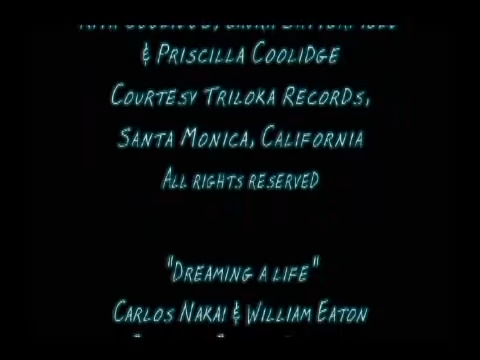 & Priscilla Coolidge
Courtesy Triloka Records,
Santa Monica, California
All rights reserved
"Dreaming a life"
Carlos Nakai & William Eaton